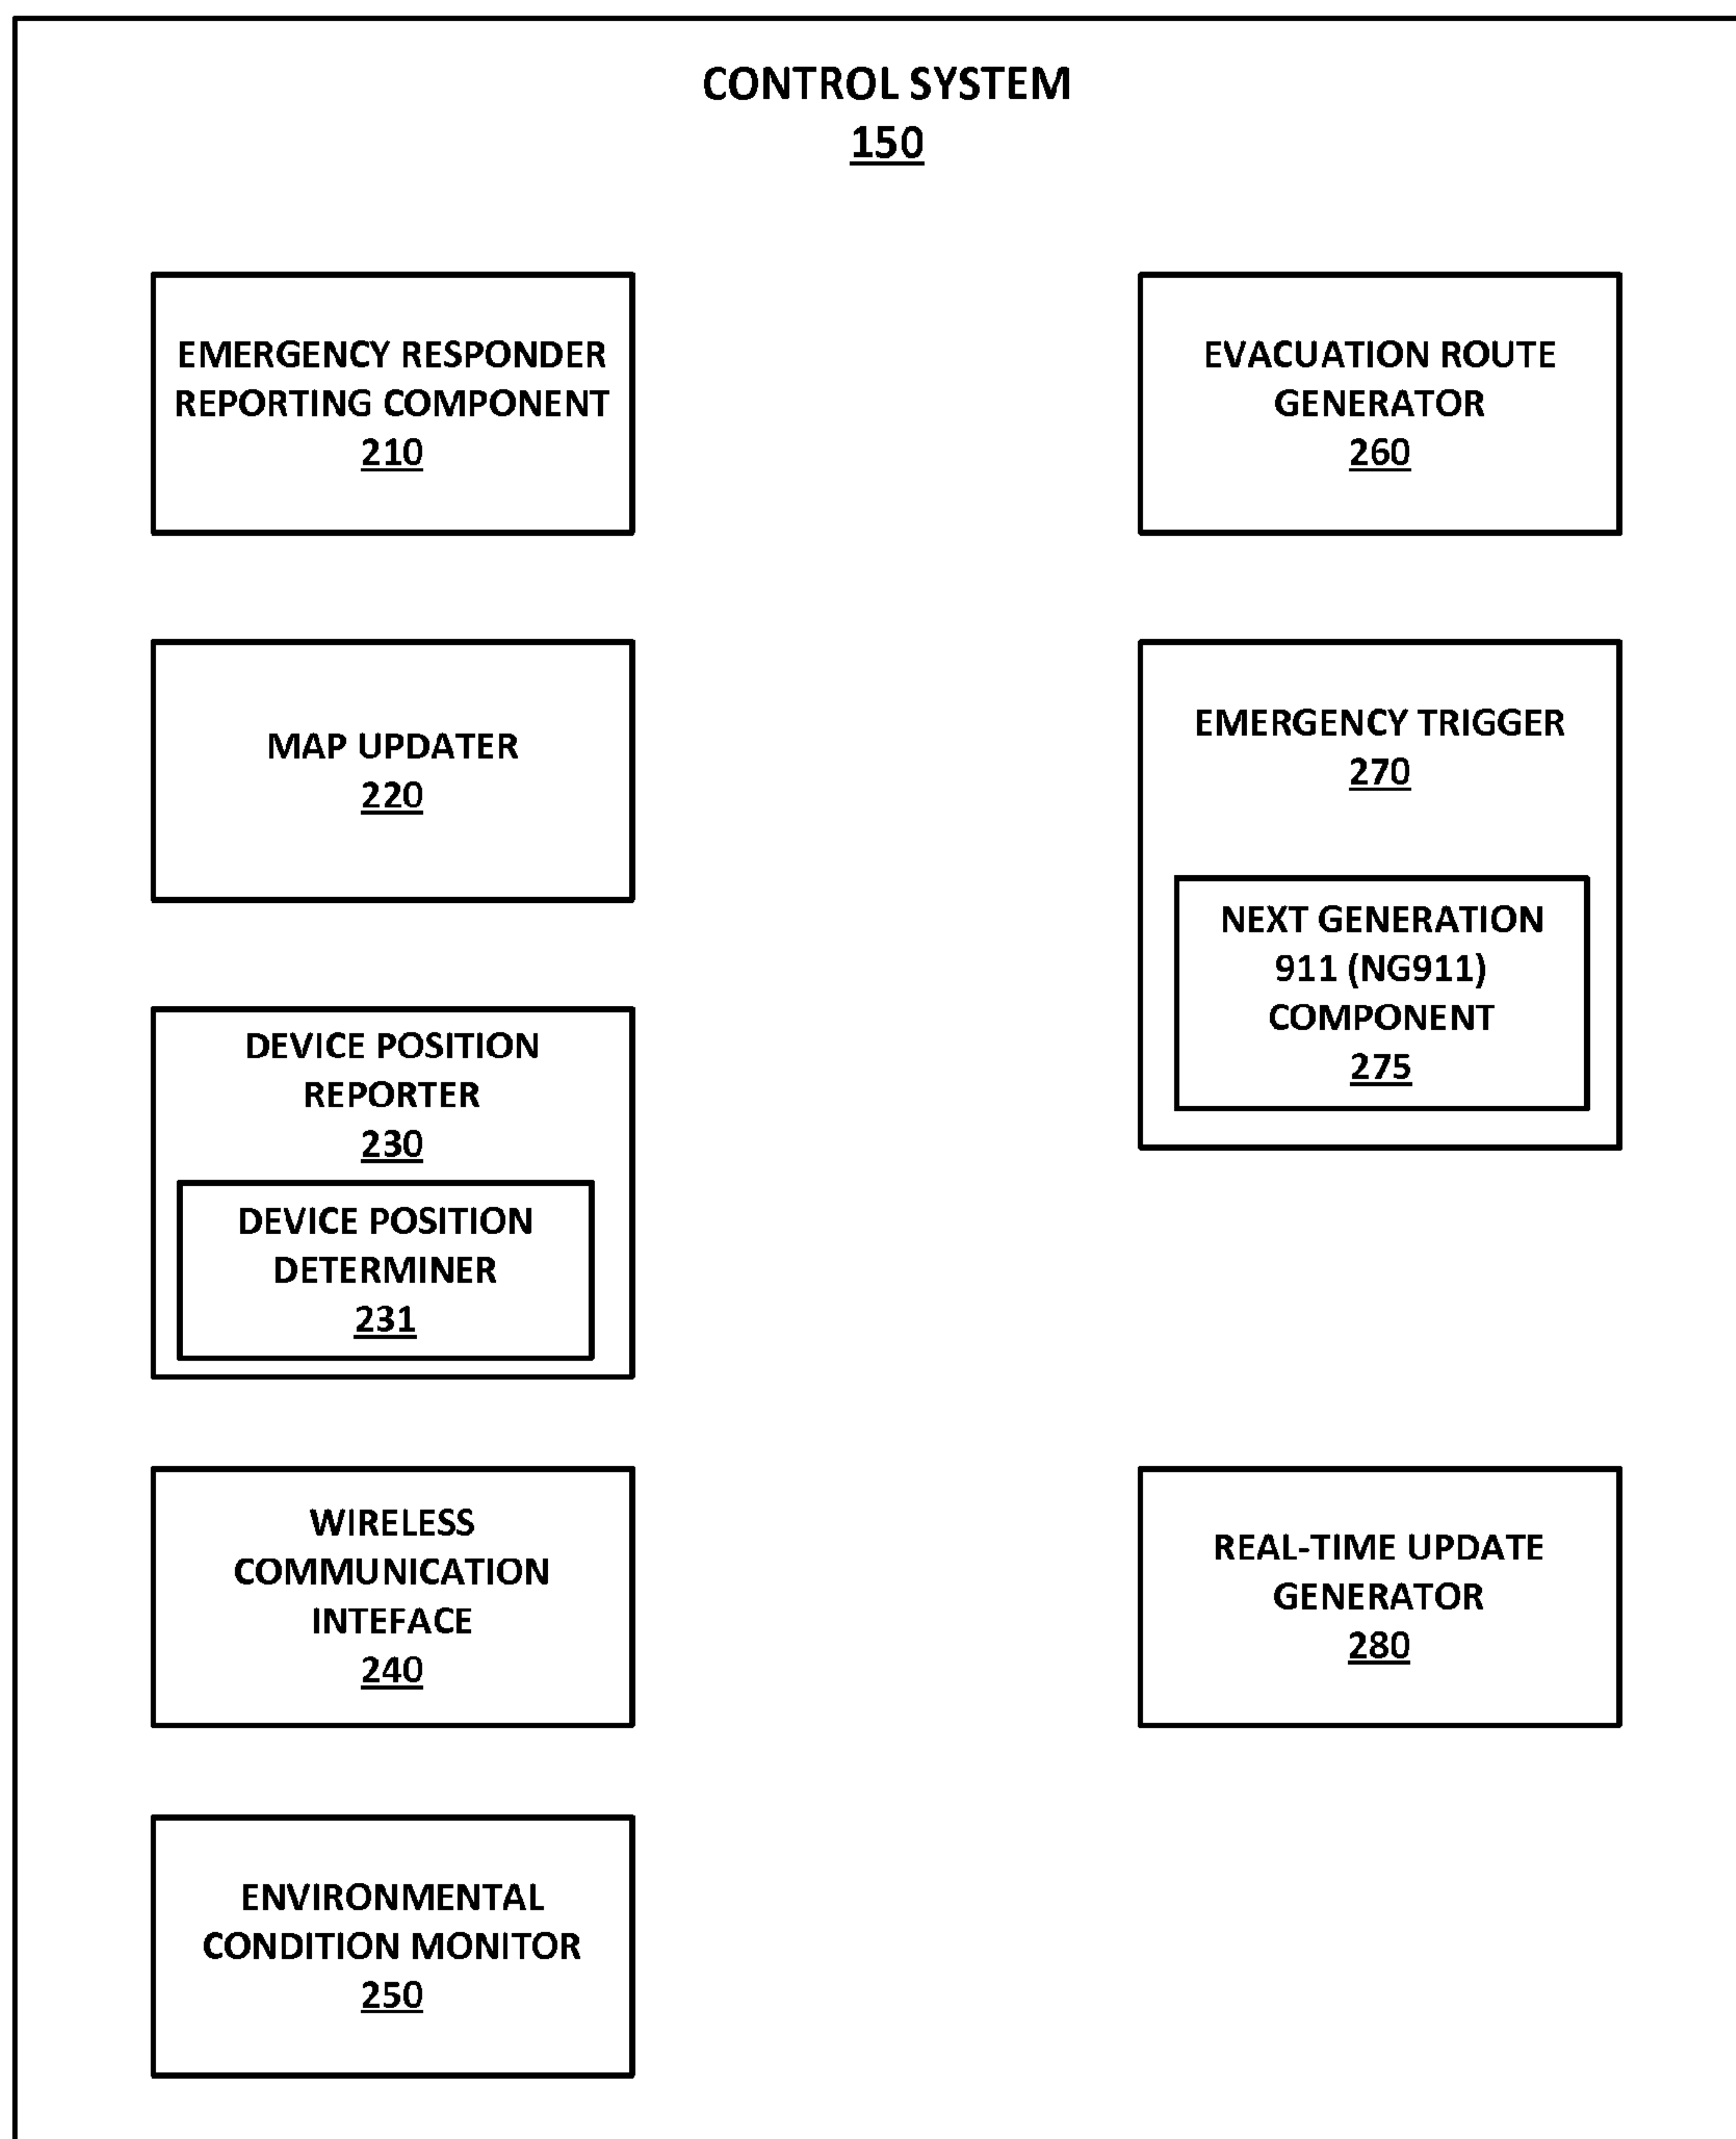 CONTROL SYSTEM
150
EMERGENCY RESPONDER
REPORTING COMPONENT
210
MAP UPDATER
220
DEVICE POSITION
REPORTER
230
DEVICE POSITION
DETERMINER
231
WIRELESS
COMMUNICATION
INTEFACE
240
ENVIRONMENTAL
CONDITION MONITOR
250
EVACUATION ROUTE
GENERATOR
260
EMERGENCY TRIGGER
270
NEXT GENERATION
911 (NG911)
COMPONENT
275
REAL-TIME UPDATE
GENERATOR
280